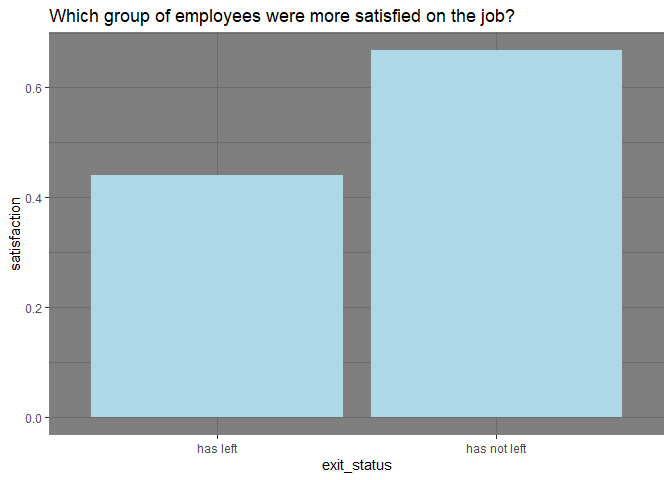 Which group of employees were more satisfied on the job?
satisfaction
0.6
0.4
0.2
0.0
has left
has not left
exit_status